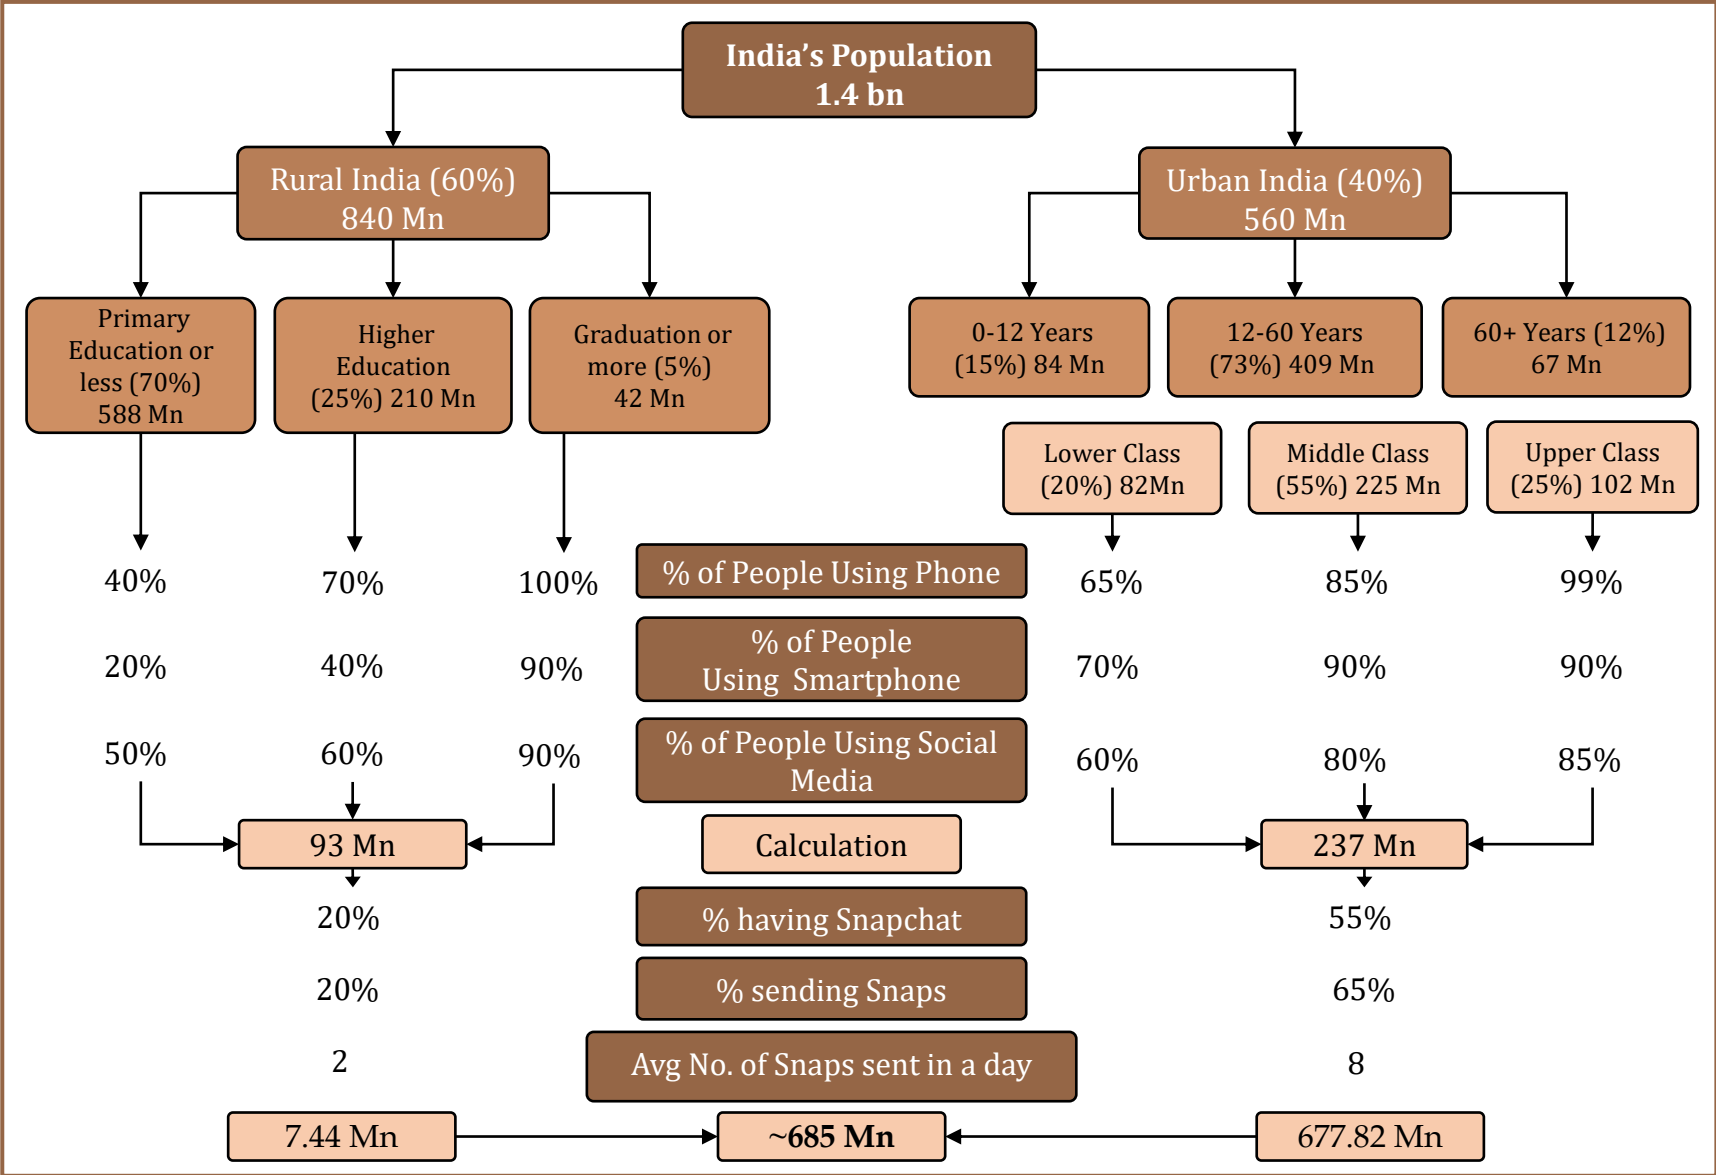 India’s Population
1.4 bn
Rural India (60%)
840 Mn
Urban India (40%)
560 Mn
Primary
Education or
less (70%)
588 Mn
Higher
Education
(25%) 210 Mn
Graduation or
more (5%)
42 Mn
0-12 Years
(15%) 84 Mn
12-60 Years
(73%) 409 Mn
60+ Years (12%)
67 Mn
Lower Class
(20%) 82Mn
Middle Class
(55%) 225 Mn
Upper Class
(25%) 102 Mn
40%
70%
100%
% of People Using Phone
65%
85%
99%
20%
40%
90%
% of People
Using Smartphone
70%
90%
90%
50%
60%
90%
% of People Using Social
Media
60%
80%
85%
93 Mn
Calculation
237 Mn
20%
% having Snapchat
55%
20%
% sending Snaps
65%
2
Avg No. of Snaps sent in a day
8
7.44 Mn
~685 Mn
677.82 Mn